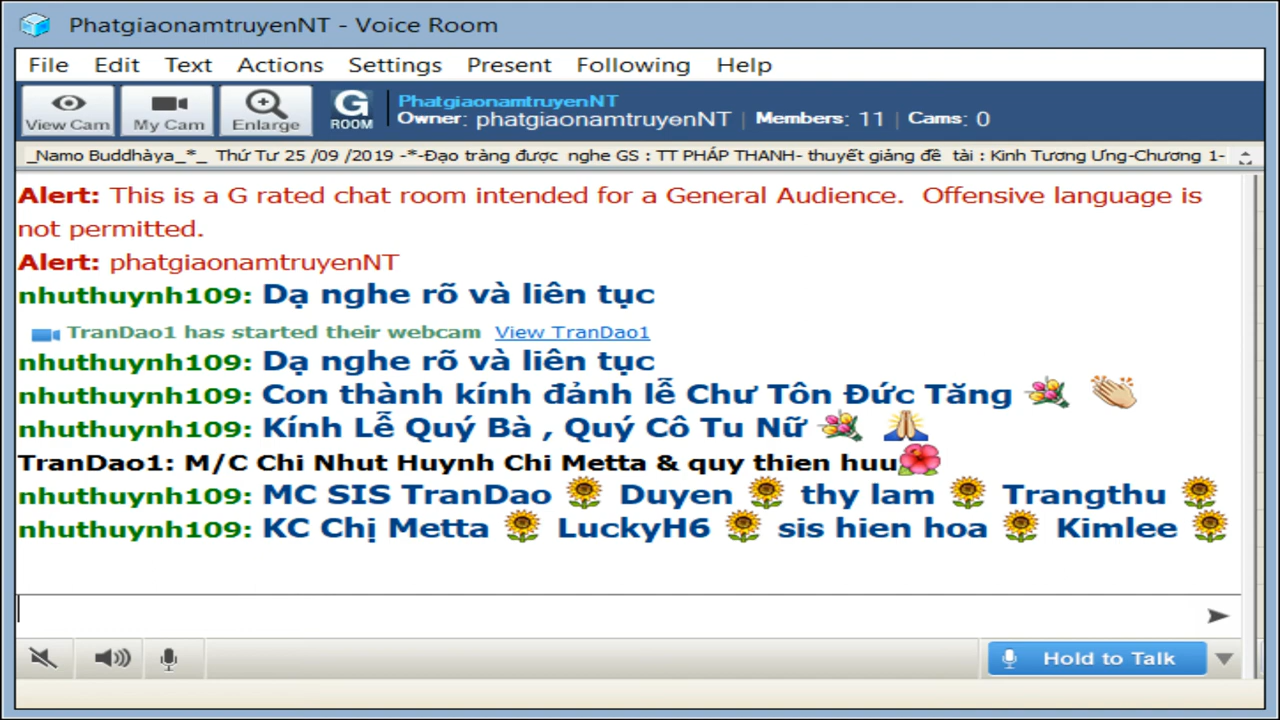 PhatgiaonamtruyenNT - Voice Room
File Edit Text Actions Settings Present Following Help
View Cam My Cam Enlarge G ROOM
PhatgiaonamtruyenNT
Owner: phatgiaonamtruyenNT | Members: 11 | Cams: 0
_Namo Buddhàya_*_ Thứ Tư 25 /09 /2019 -*-Đạo tràng được nghe GS : TT PHÁP THANH- thuyết giảng đề tài : Kinh Tương Ưng-Chương 1-
Alert: This is a G rated chat room intended for a General Audience. Offensive language is
not permitted.
Alert: phatgiaonamtruyenNT
nhuthuynh109: Dạ nghe rõ và liên tục
TranDao1 has started their webcam View TranDao1
nhuthuynh109: Dạ nghe rõ và liên tục
nhuthuynh109: Con thành kính đảnh lễ Chư Tôn Đức Tăng
nhuthuynh109: Kính Lễ Quý Bà , Quý Cô Tu Nữ
TranDao1: M/C Chi Nhut Huynh Chi Metta & quy thien huu
nhuthuynh109: MC SIS TranDao Duyen thy lam Trangthu
nhuthuynh109: KC Chị Metta LuckyH6 sis hien hoa Kimlee
Hold to Talk